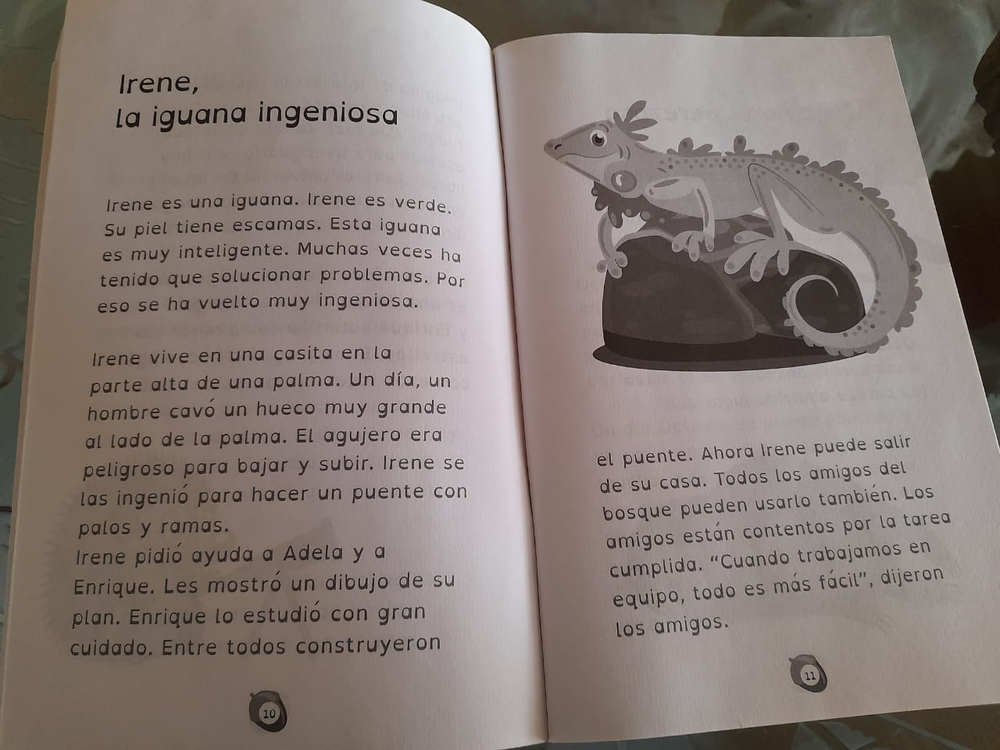 Irene,
la iguana ingeniosa
Irene es una iguana. Irene es verde.
Su piel tiene escamas. Esta iguana
es muy inteligente. Muchas veces ha
tenido que solucionar problemas. Por
eso se ha vuelto muy ingeniosa.
Irene vive en una casita en la
parte alta de una palma. Un día, un
hombre cavó un hueco muy grande
al lado de la palma. El agujero era
peligroso para bajar y subir. Irene se
las ingenió para hacer un puente con
palos y ramas.
Irene pidió ayuda a Adela y a
Enrique. Les mostró un dibujo de su
plan. Enrique lo estudió con gran
cuidado. Entre todos construyeron
10
el puente. Ahora Irene puede salir
de su casa. Todos los amigos del
bosque pueden usarlo también. Los
amigos están contentos por la tarea
cumplida. “Cuando trabajamos en
equipo, todo es más fácil”, dijeron
los amigos.
11